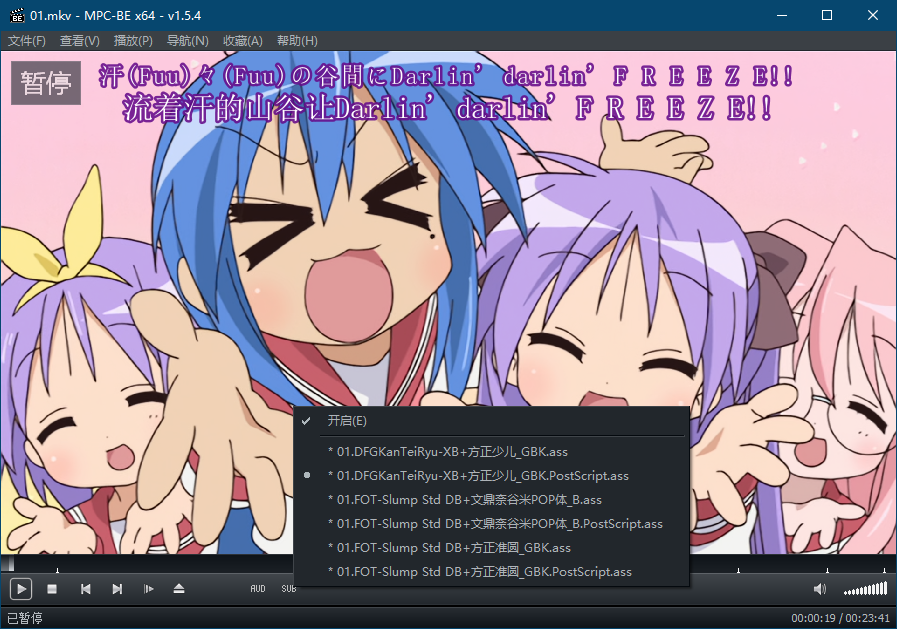 01.mkv - MPC-BE x64 - v1.5.4
文件(F) 查看(V) 播放(P) 导航(N) 收藏(A) 帮助(H)
暂停
汗(Fuu)々(Fuu)の谷間にDarlin' darlin' F R E E Z E!!
流着汗的山谷让Darlin' darlin' F R E E Z E!!
开启(E)
* 01.DFGKanTeiRyu-XB+方正少儿_GBK.ass
* 01.DFGKanTeiRyu-XB+方正少儿_GBK.PostScript.ass
* 01.FOT-Slump Std DB+文鼎奈谷米POP体_B.ass
* 01.FOT-Slump Std DB+文鼎奈谷米POP体_B.PostScript.ass
* 01.FOT-Slump Std DB+方正准圆_GBK.ass
* 01.FOT-Slump Std DB+方正准圆_GBK.PostScript.ass
AUD SUB
已暂停 00:00:19 / 00:23:41